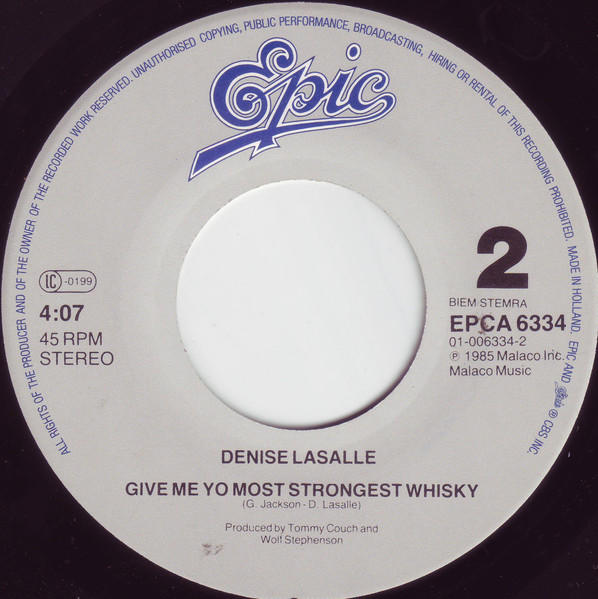 ALL RIGHTS OF THE PRODUCER AND OF THE OWNER OF THE RECORDED WORK RESERVED. UNAUTHORISED COPYING, PUBLIC PERFORMANCE, BROADCASTING, HIRING OR RENTAL OF THIS RECORDING PROHIBITED. MADE IN HOLLAND. EPIC AND Epic ® CBS INC.
Epic
2
LC -0199
4:07
45 RPM
STEREO
BIEM STEMRA
EPCA 6334
01-006334-2
℗ 1985 Malaco Inc.
Malaco Music
DENISE LASALLE
GIVE ME YO MOST STRONGEST WHISKY
(G. Jackson - D. Lasalle)
Produced by Tommy Couch and
Wolf Stephenson